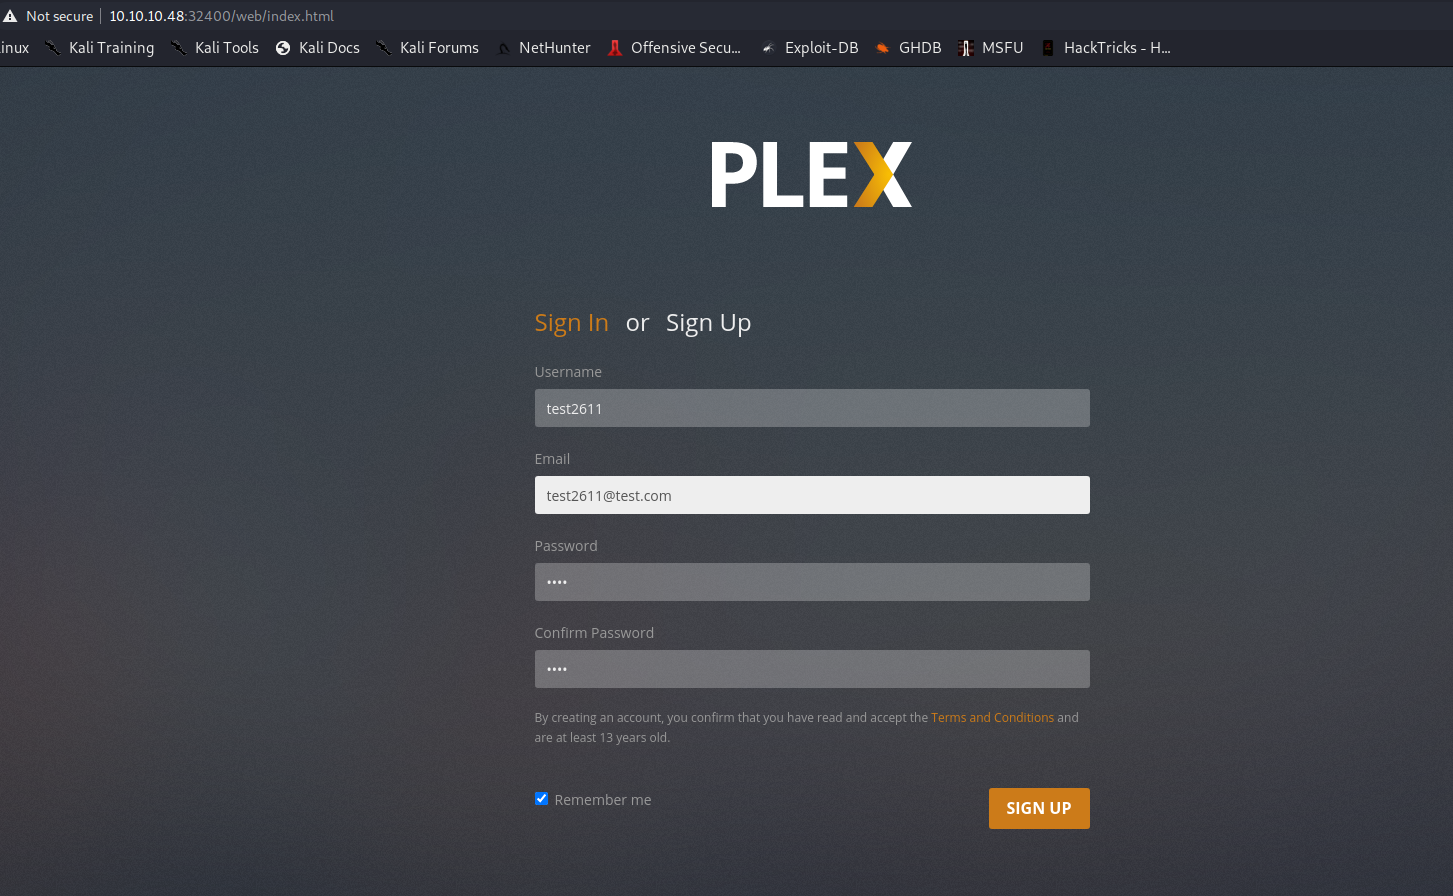 Not secure | 10.10.10.48:32400/web/index.html
inux Kali Training Kali Tools Kali Docs Kali Forums NetHunter Offensive Secu... Exploit-DB GHDB MSFU HackTricks - H...
PLEX
Sign In or Sign Up
Username
test2611
Email
test2611@test.com
Password
••••
Confirm Password
••••
By creating an account, you confirm that you have read and accept the Terms and Conditions and
are at least 13 years old.
Remember me
SIGN UP